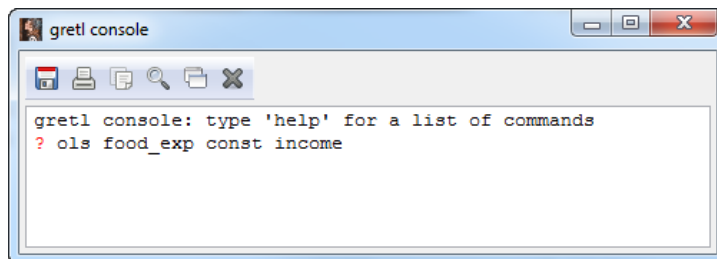 gretl console
gretl console: type 'help' for a list of commands
? ols food_exp const income